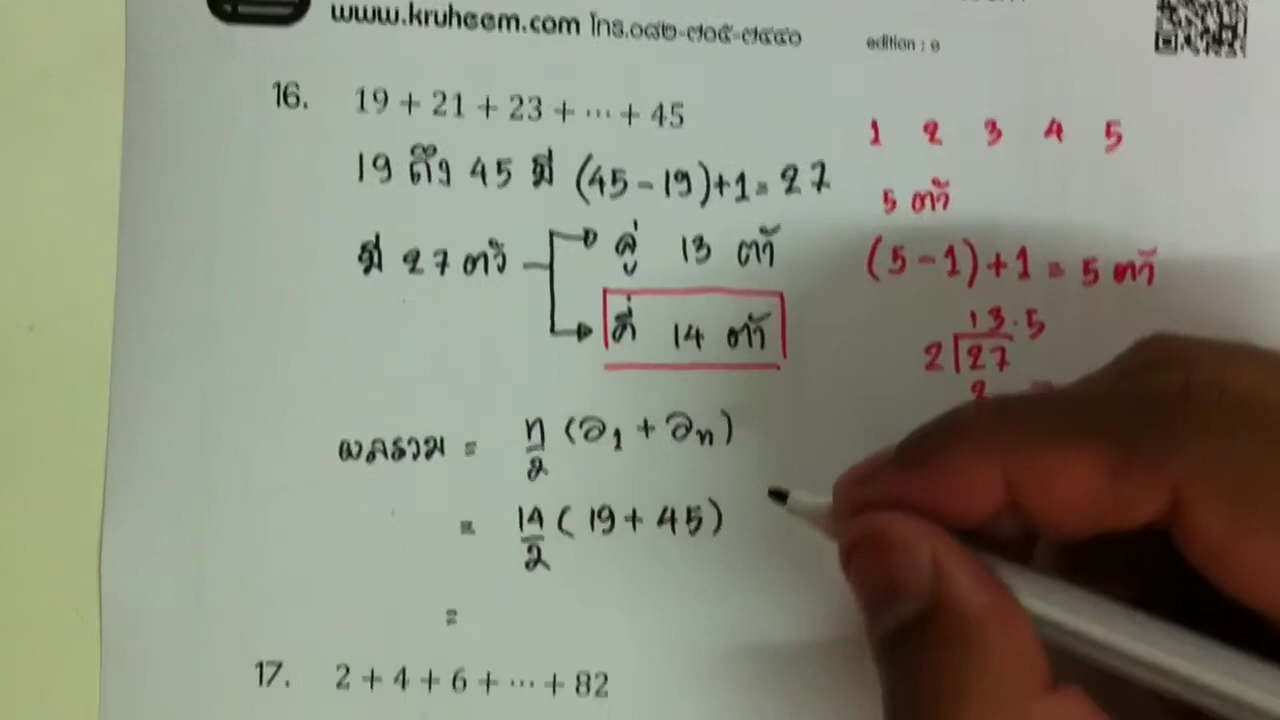 www.kruheem.com โทร.๐๘๒-๗๐๕-๗๔๔๐
edition : ๑
16. 19 + 21 + 23 + ··· + 45
19 ถึง 45 มี (45-19)+1 = 27
มี 27 ตัว
คู่ 13 ตัว
คี่ 14 ตัว
ผลรวม = n/2 (a₁ + aₙ)
= 14/2 (19 + 45)
=
1 2 3 4 5
5 ตัว
(5-1)+1 = 5 ตัว
13.5
2 27
2
17. 2 + 4 + 6 + ··· + 82